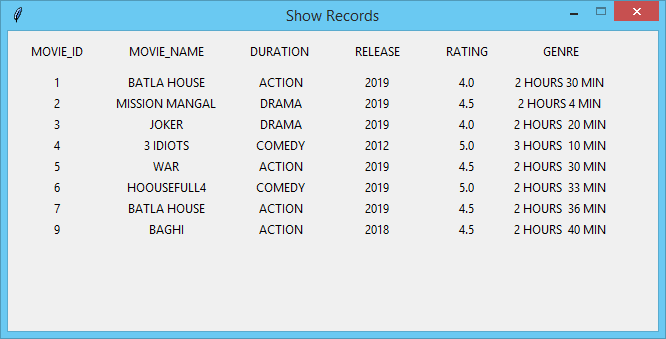 Show Records
MOVIE_ID MOVIE_NAME DURATION RELEASE RATING GENRE
1 BATLA HOUSE ACTION 2019 4.0 2 HOURS 30 MIN
2 MISSION MANGAL DRAMA 2019 4.5 2 HOURS 4 MIN
3 JOKER DRAMA 2019 4.0 2 HOURS 20 MIN
4 3 IDIOTS COMEDY 2012 5.0 3 HOURS 10 MIN
5 WAR ACTION 2019 4.5 2 HOURS 30 MIN
6 HOOUSEFULL4 COMEDY 2019 5.0 2 HOURS 33 MIN
7 BATLA HOUSE ACTION 2019 4.5 2 HOURS 36 MIN
9 BAGHI ACTION 2018 4.5 2 HOURS 40 MIN